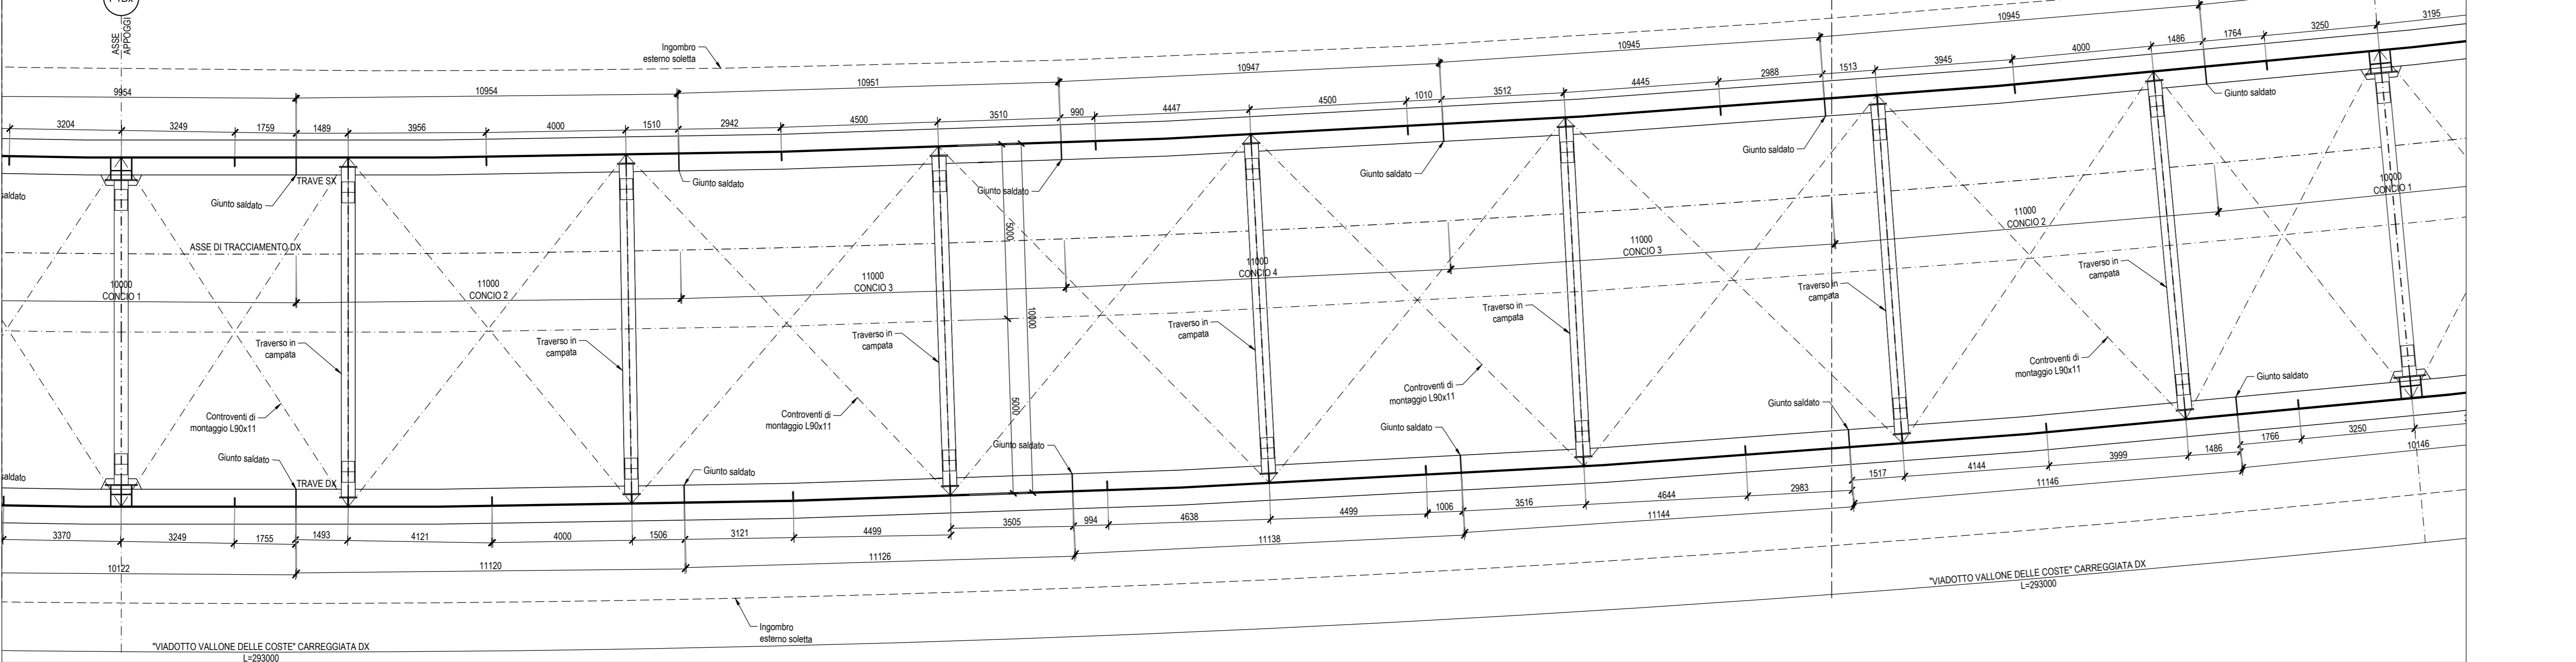 ASSE
APPOGGI
Ingombro
esterno soletta
10945
10945
10947
10951
10954
9954
3204
3249
1759
1489
3956
4000
1510
2942
4500
3510
990
4447
4500
1010
3512
4445
2988
1513
3945
4000
1486
1764
3250
3195
Giunto saldato
Giunto saldato
Giunto saldato
Giunto saldato
Giunto saldato
Giunto saldato
saldato
TRAVE SX
ASSE DI TRACCIAMENTO DX
10000
CONCIO 1
11000
CONCIO 2
11000
CONCIO 3
11000
CONCIO 4
11000
CONCIO 3
11000
CONCIO 2
10000
CONCIO 1
5000
10000
5000
Traverso in
campata
Traverso in
campata
Traverso in
campata
Traverso in
campata
Traverso in
campata
Traverso in
campata
Traverso in
campata
Controventi di
montaggio L90x11
Controventi di
montaggio L90x11
Controventi di
montaggio L90x11
Controventi di
montaggio L90x11
saldato
Giunto saldato
Giunto saldato
Giunto saldato
Giunto saldato
Giunto saldato
Giunto saldato
TRAVE DX
3370
3249
1755
1493
4121
4000
1506
3121
4499
3505
994
4638
4499
1006
3516
4644
2983
1517
4144
3999
1486
1766
3250
10122
11120
11126
11138
11144
11146
10146
Ingombro
esterno soletta
"VIADOTTO VALLONE DELLE COSTE" CARREGGIATA DX
L=293000
"VIADOTTO VALLONE DELLE COSTE" CARREGGIATA DX
L=293000